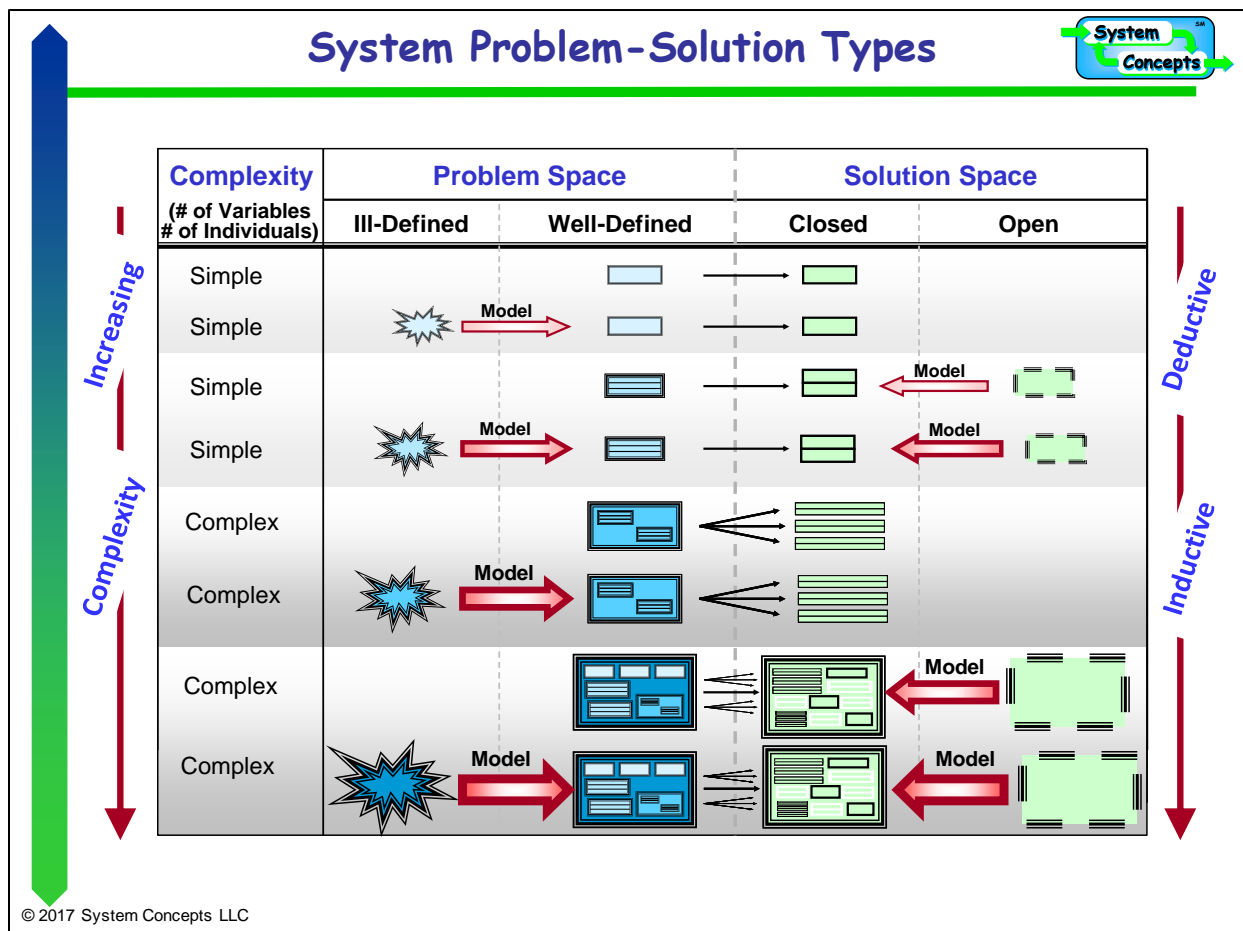 System Problem-Solution Types
System
SM
Concepts
Complexity
Problem Space
Solution Space
(# of Variables
# of Individuals)
Ill-Defined
Well-Defined
Closed
Open
Increasing
Complexity
Deductive
Inductive
Simple
Simple
Model
Simple
Model
Simple
Model
Model
Complex
Complex
Model
Complex
Model
Complex
Model
Model
© 2017 System Concepts LLC